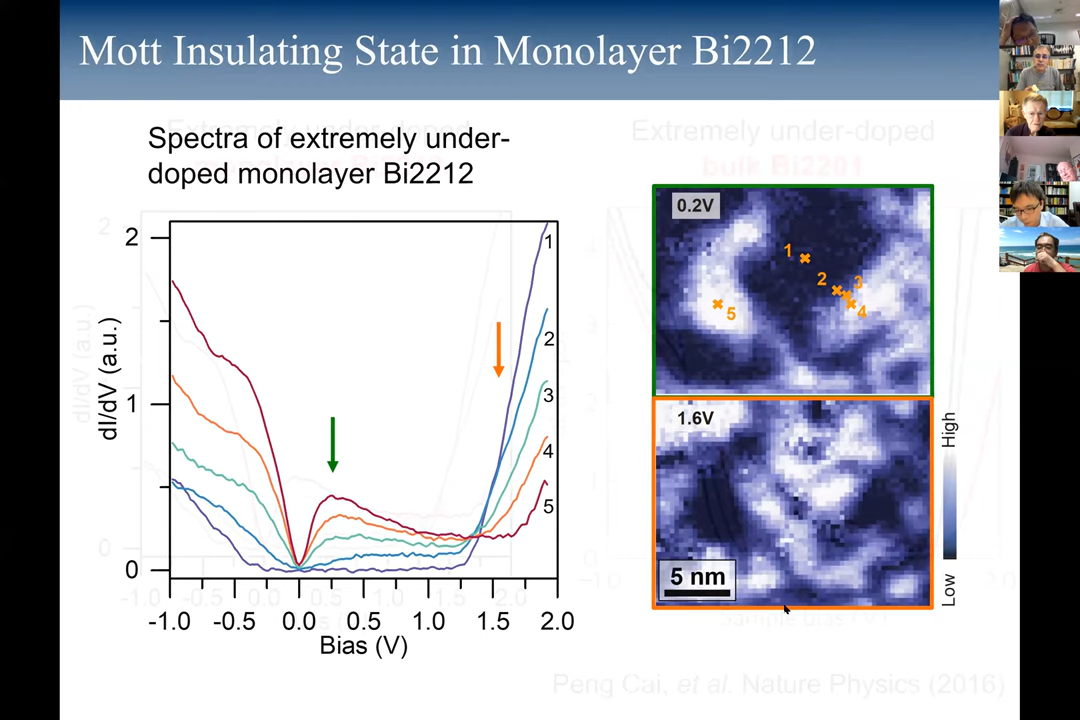 Mott Insulating State in Monolayer Bi2212
Spectra of extremely under-
doped monolayer Bi2212
Extremely under-doped
bulk Bi2201
2
1
0
dI/dV (a.u.)
-1.0 -0.5 0.0 0.5 1.0 1.5 2.0
Bias (V)
1
2
3
4
5
0.2V
1
2
3
4
5
1.6V
5 nm
High
Low
Peng Cai, et al. Nature Physics (2016)